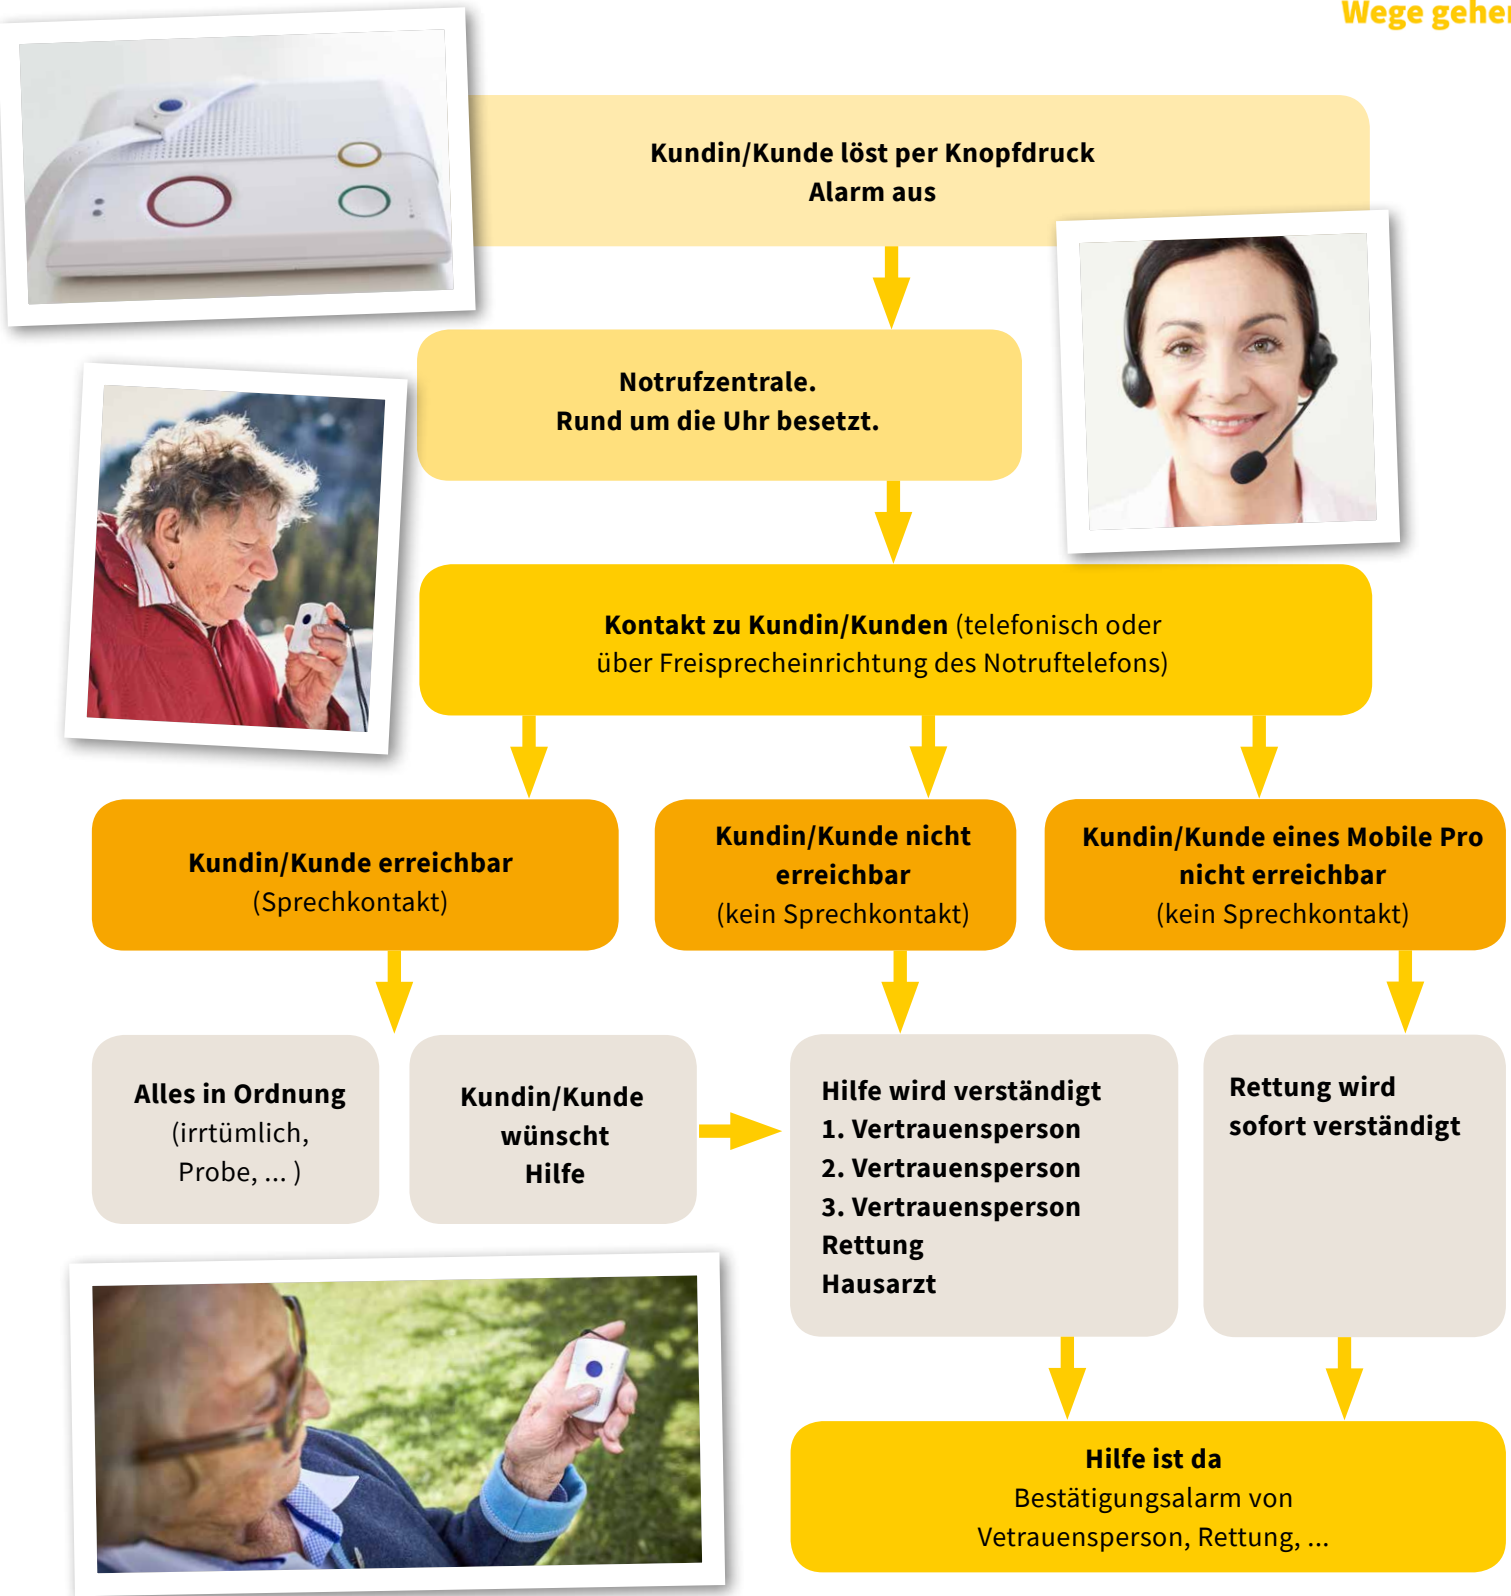 Wege gehen
Kundin/Kunde löst per Knopfdruck
Alarm aus
Notrufzentrale.
Rund um die Uhr besetzt.
Kontakt zu Kundin/Kunden (telefonisch oder
über Freisprecheinrichtung des Notruftelefons)
Kundin/Kunde erreichbar
(Sprechkontakt)
Kundin/Kunde nicht
erreichbar
(kein Sprechkontakt)
Kundin/Kunde eines Mobile Pro
nicht erreichbar
(kein Sprechkontakt)
Alles in Ordnung
(irrtümlich,
Probe, ... )
Kundin/Kunde
wünscht
Hilfe
Hilfe wird verständigt
1. Vertrauensperson
2. Vertrauensperson
3. Vertrauensperson
Rettung
Hausarzt
Rettung wird
sofort verständigt
Hilfe ist da
Bestätigungsalarm von
Vetrauensperson, Rettung, ...